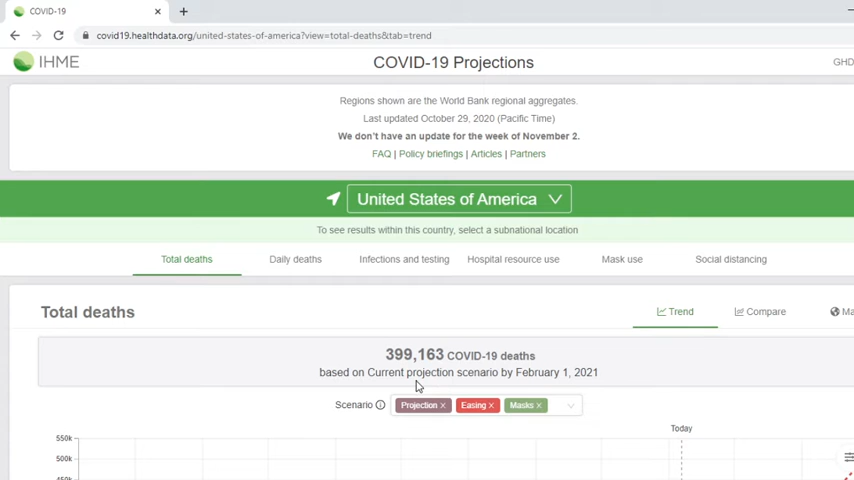 COVID-19
covid19.healthdata.org/united-states-of-america?view=total-deaths&tab=trend
IHME
COVID-19 Projections
GHD
Regions shown are the World Bank regional aggregates.
Last updated October 29, 2020 (Pacific Time)
We don't have an update for the week of November 2.
FAQ | Policy briefings | Articles | Partners
United States of America
To see results within this country, select a subnational location
Total deaths Daily deaths Infections and testing Hospital resource use Mask use Social distancing
Total deaths
Trend Compare Ma
399,163 COVID-19 deaths
based on Current projection scenario by February 1, 2021
Scenario Projection × Easing × Masks ×
Today
550k
500k
450k